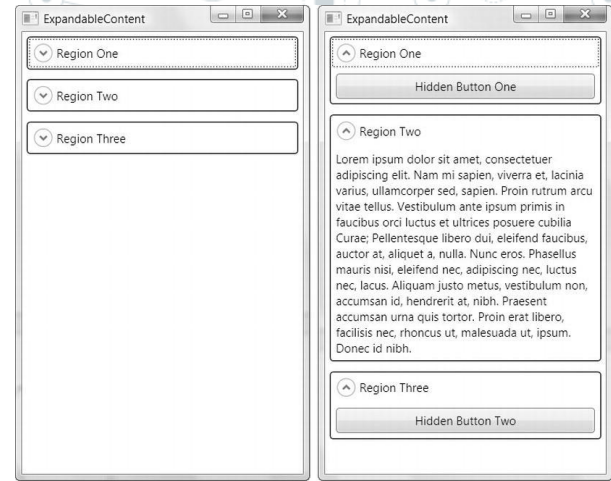 ExpandableContent
Region One
Region Two
Region Three
ExpandableContent
Region One
Hidden Button One
Region Two
Lorem ipsum dolor sit amet, consectetuer
adipiscing elit. Nam mi sapien, viverra et, lacinia
varius, ullamcorper sed, sapien. Proin rutrum arcu
vitae tellus. Vestibulum ante ipsum primis in
faucibus orci luctus et ultrices posuere cubilia
Curae; Pellentesque libero dui, eleifend faucibus,
auctor at, aliquet a, nulla. Nunc eros. Phasellus
mauris nisi, eleifend nec, adipiscing nec, luctus
nec, lacus. Aliquam justo metus, vestibulum non,
accumsan id, hendrerit at, nibh. Praesent
accumsan urna quis tortor. Proin erat libero,
facilisis nec, rhoncus ut, malesuada ut, ipsum.
Donec id nibh.
Region Three
Hidden Button Two